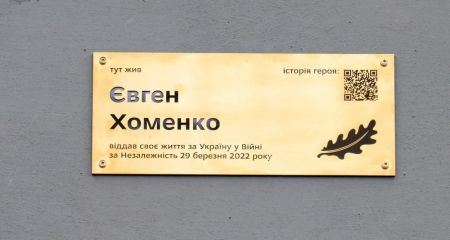 тут жив
історія героя:
Євген
Хоменко
віддав своє життя за Україну у Війні
за Незалежність 29 березня 2022 року